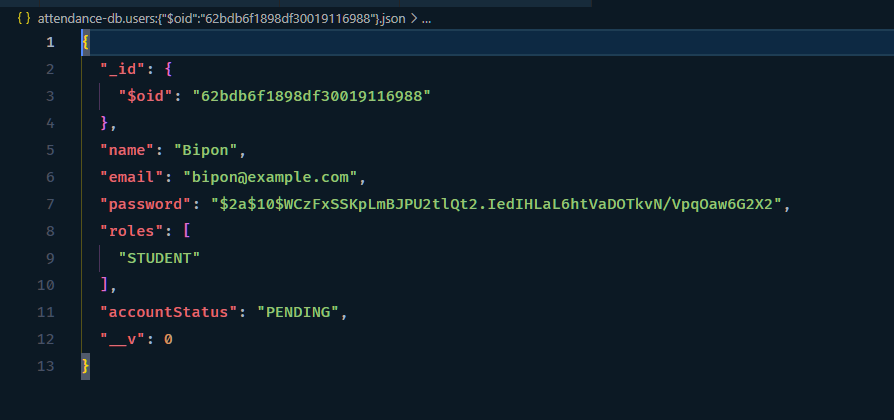 { } attendance-db.users:{"$oid":"62bdb6f1898df30019116988"}.json > ...
1 {
2 "_id": {
3 "$oid": "62bdb6f1898df30019116988"
4 },
5 "name": "Bipon",
6 "email": "bipon@example.com",
7 "password": "$2a$10$WCzFxSSKpLmBJPU2tlQt2.IedIHLaL6htVaDOTkvN/VpqOaw6G2X2",
8 "roles": [
9 "STUDENT"
10 ],
11 "accountStatus": "PENDING",
12 "__v": 0
13 }